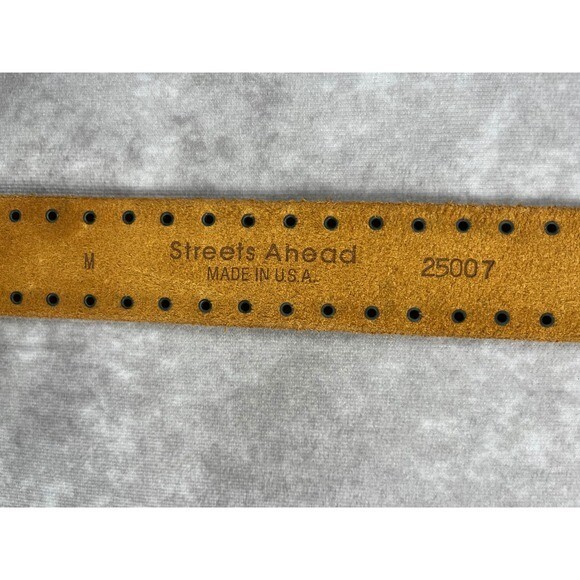 M
Streets Ahead
MADE IN U.S.A.
25007